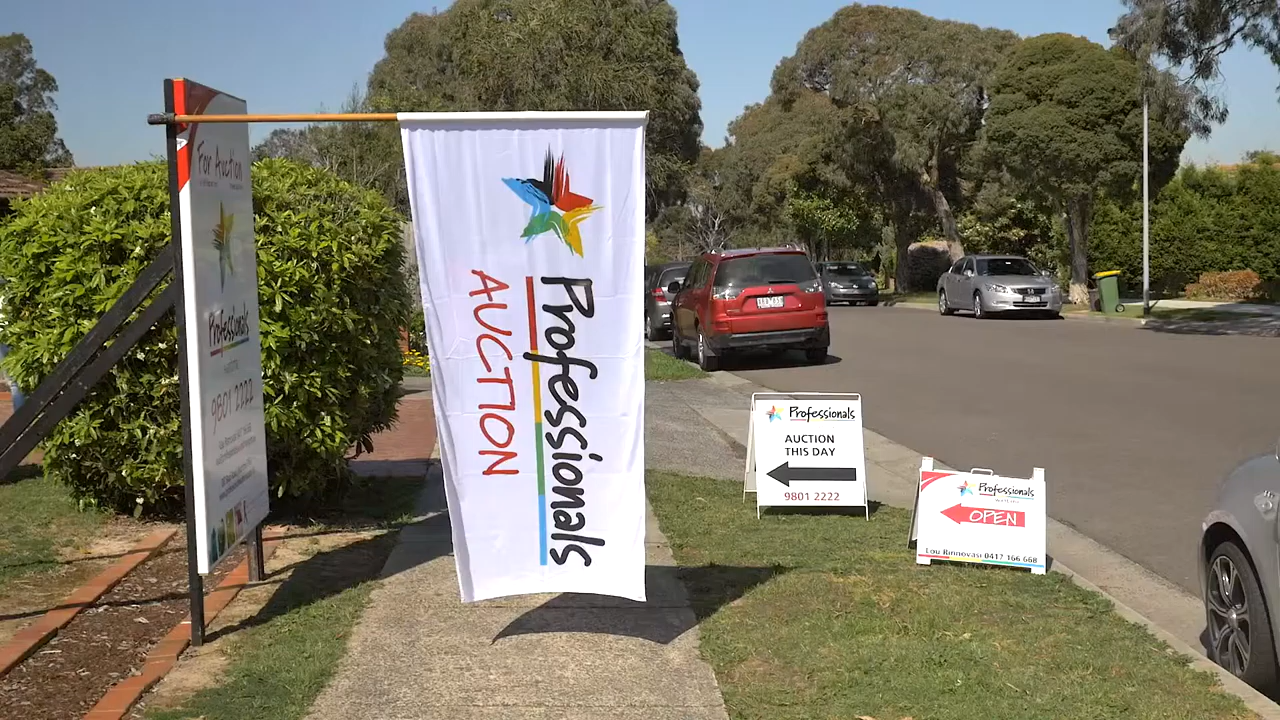 For Auction
Professionals
9801 2222
Professionals
AUCTION
Professionals
AUCTION
THIS DAY
9801 2222
Professionals
OPEN
Lou Rinnovasi 0417 166 668